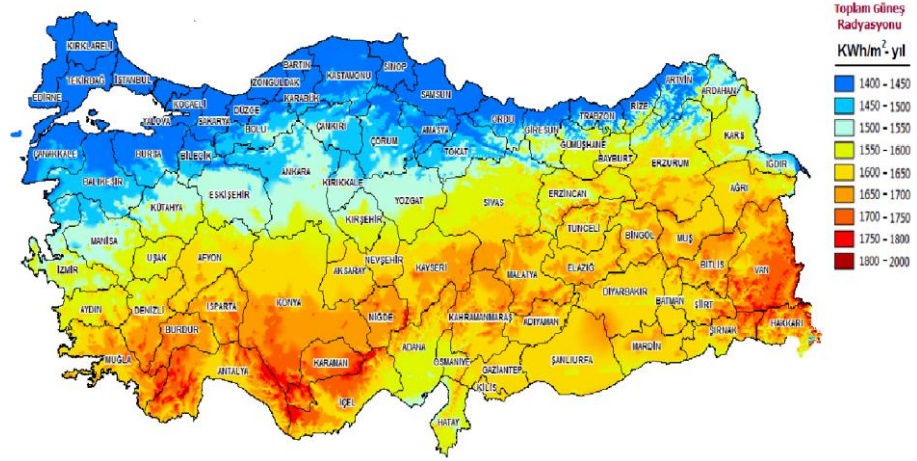 Toplam Güneş
Radyasyonu
KWh/m²- yıl
1400 - 1450
1450 - 1500
1500 - 1550
1550 - 1600
1600 - 1650
1650 - 1700
1700 - 1750
1750 - 1800
1800 - 2000
KIRKLARELİ
TEKİRDAĞ
İSTANBUL
EDİRNE
KOCAELİ
YALOVA
SAKARYA
DÜZCE
ZONGULDAK
BARTIN
KARABÜK
KASTAMONU
SİNOP
SAMSUN
BOLU
ÇANKIRI
ÇORUM
AMASYA
TOKAT
ORDU
GİRESUN
TRABZON
RİZE
ARTVİN
ARDAHAN
KARS
GÜMÜŞHANE
BAYBURT
ERZURUM
IĞDIR
ÇANAKKALE
BURSA
BİLECİK
BALIKESİR
KÜTAHYA
ESKİŞEHİR
ANKARA
KIRIKKALE
YOZGAT
KIRŞEHİR
SİVAS
ERZİNCAN
AĞRI
MANİSA
UŞAK
AFYON
İZMİR
AKSARAY
NEVŞEHİR
KAYSERİ
MALATYA
TUNCELİ
ELAZIĞ
BİNGÖL
MUŞ
BİTLİS
VAN
AYDIN
DENİZLİ
ISPARTA
BURDUR
KONYA
NİĞDE
KAHRAMANMARAŞ
ADIYAMAN
DİYARBAKIR
BATMAN
SİİRT
ŞIRNAK
HAKKARİ
MUĞLA
ANTALYA
KARAMAN
İÇEL
ADANA
OSMANİYE
GAZİANTEP
KİLİS
ŞANLIURFA
MARDİN
HATAY